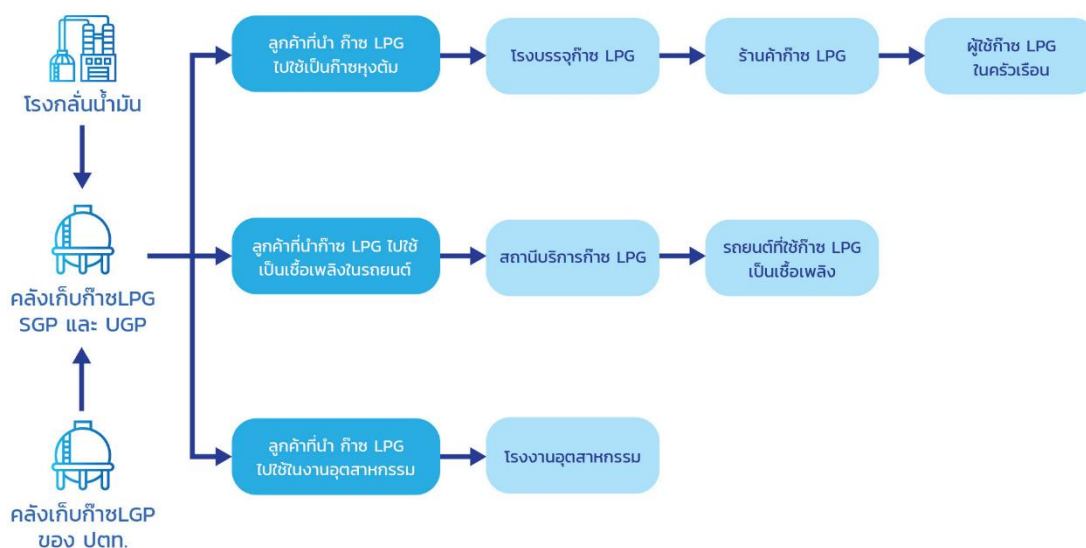 โรงกลั่นน้ำมัน
คลังเก็บก๊าซLPG
SGP และ UGP
คลังเก็บก๊าซLGP
ของ ปตท.
ลูกค้าที่นำ ก๊าซ LPG
ไปใช้เป็นก๊าซหุงต้ม
โรงบรรจุก๊าซ LPG
ร้านค้าก๊าซ LPG
ผู้ใช้ก๊าซ LPG
ในครัวเรือน
ลูกค้าที่นำก๊าซ LPG ไปใช้
เป็นเชื้อเพลิงในรถยนต์
สถานีบริการก๊าซ LPG
รถยนต์ที่ใช้ก๊าซ LPG
เป็นเชื้อเพลิง
ลูกค้าที่นำ ก๊าซ LPG
ไปใช้ในงานอุตสาหกรรม
โรงงานอุตสาหกรรม